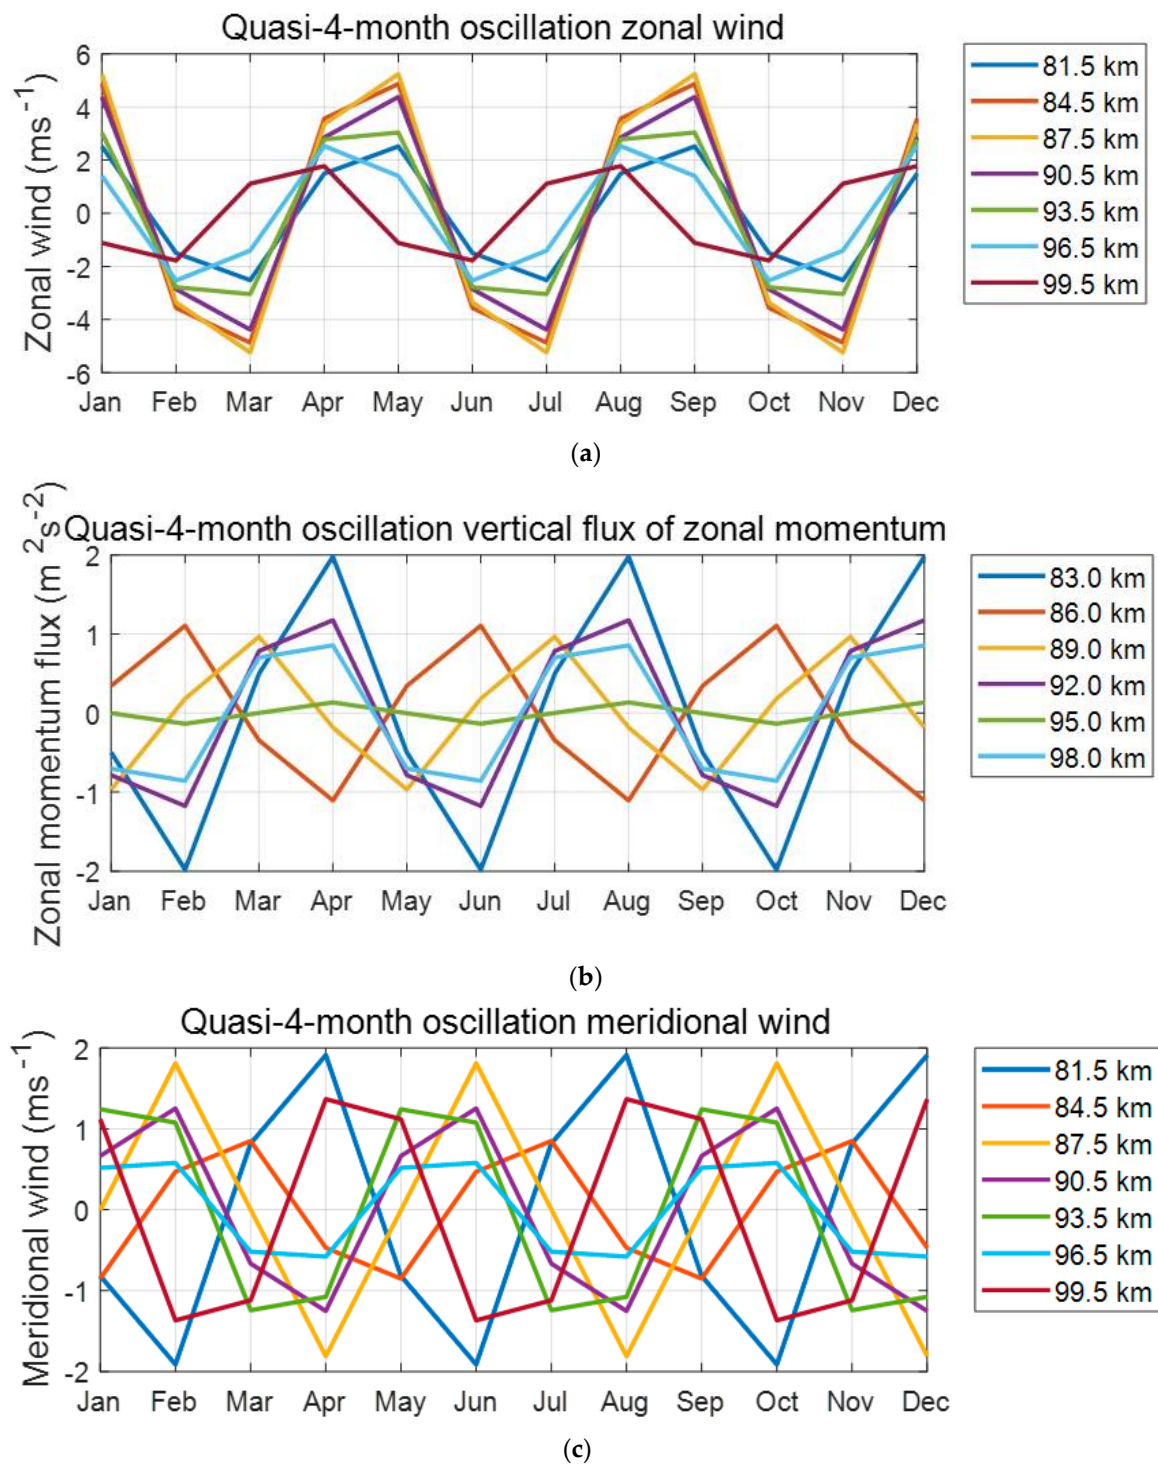 Quasi-4-month oscillation zonal wind
Zonal wind (ms⁻¹)
6
4
2
0
-2
-4
-6
Jan Feb Mar Apr May Jun Jul Aug Sep Oct Nov Dec
81.5 km
84.5 km
87.5 km
90.5 km
93.5 km
96.5 km
99.5 km
(a)
Quasi-4-month oscillation vertical flux of zonal momentum
Zonal momentum flux (m²s⁻²)
2
1
0
-1
-2
Jan Feb Mar Apr May Jun Jul Aug Sep Oct Nov Dec
83.0 km
86.0 km
89.0 km
92.0 km
95.0 km
98.0 km
(b)
Quasi-4-month oscillation meridional wind
Meridional wind (ms⁻¹)
2
1
0
-1
-2
Jan Feb Mar Apr May Jun Jul Aug Sep Oct Nov Dec
81.5 km
84.5 km
87.5 km
90.5 km
93.5 km
96.5 km
99.5 km
(c)